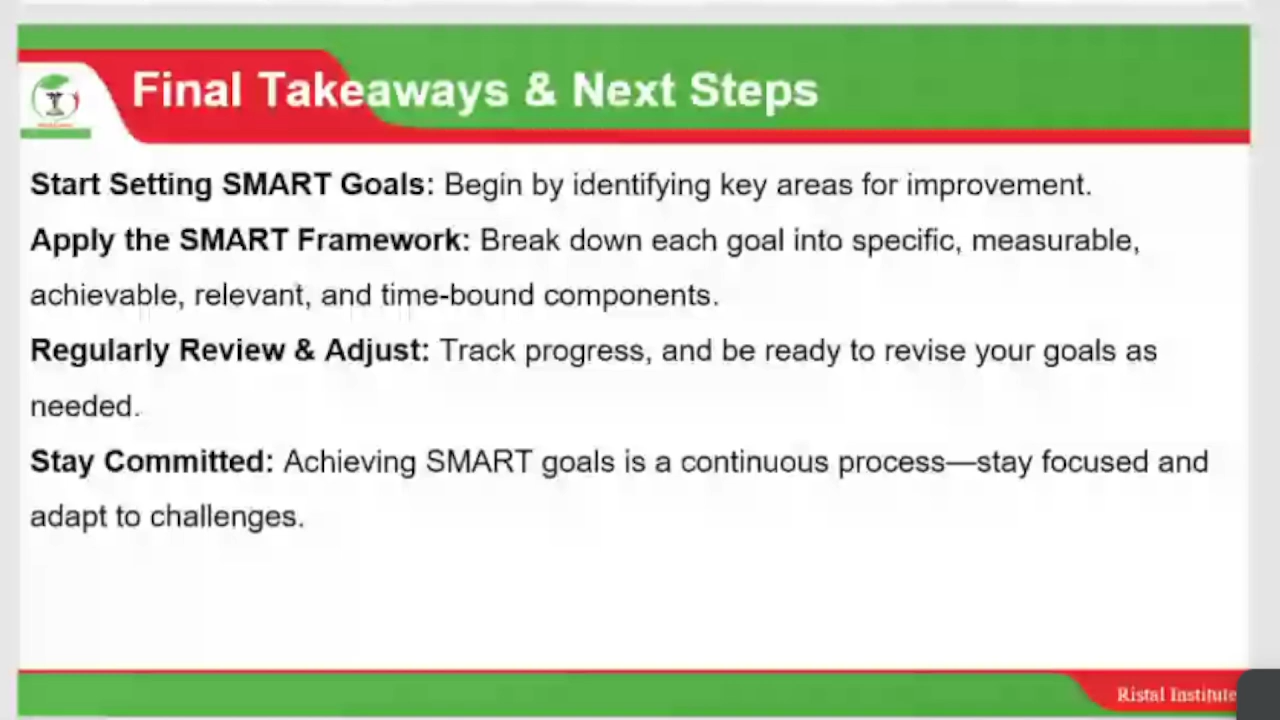 Final Takeaways & Next Steps
Start Setting SMART Goals: Begin by identifying key areas for improvement.
Apply the SMART Framework: Break down each goal into specific, measurable,
achievable, relevant, and time-bound components.
Regularly Review & Adjust: Track progress, and be ready to revise your goals as
needed.
Stay Committed: Achieving SMART goals is a continuous process—stay focused and
adapt to challenges.
Ristal Institute